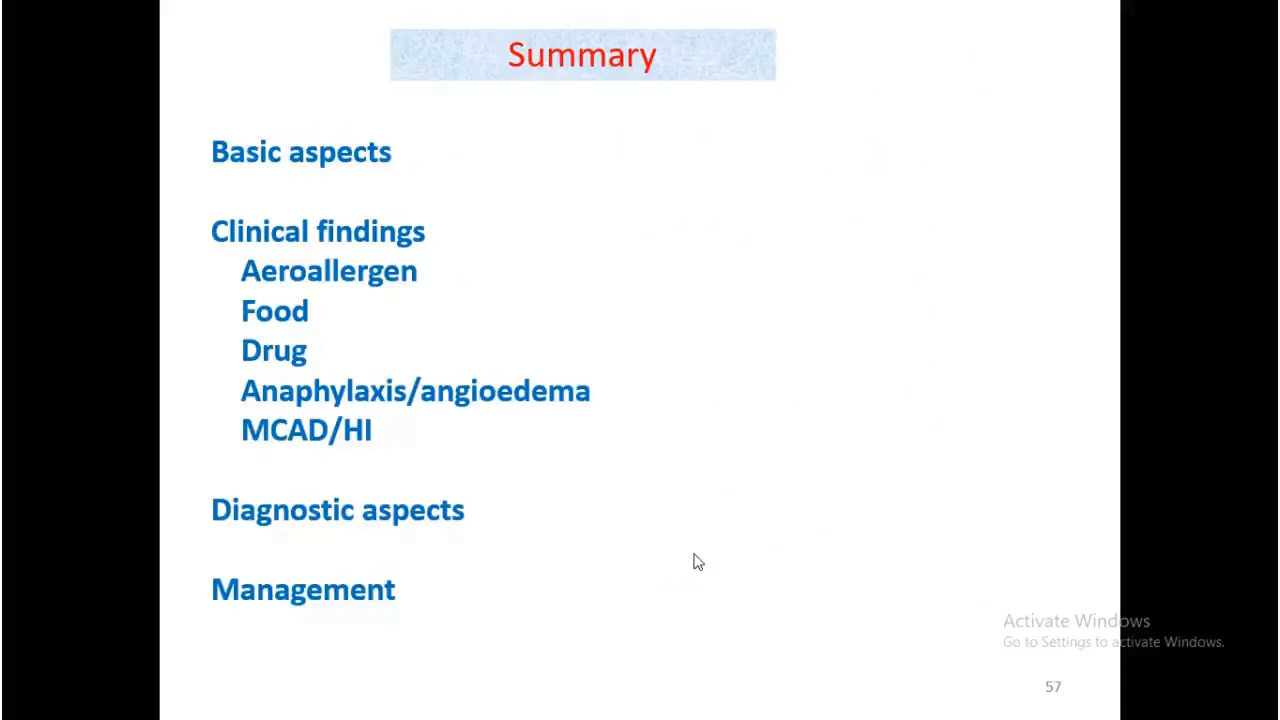 Summary
Basic aspects
Clinical findings
Aeroallergen
Food
Drug
Anaphylaxis/angioedema
MCAD/HI
Diagnostic aspects
Management
Activate Windows
Go to Settings to activate Windows.
57